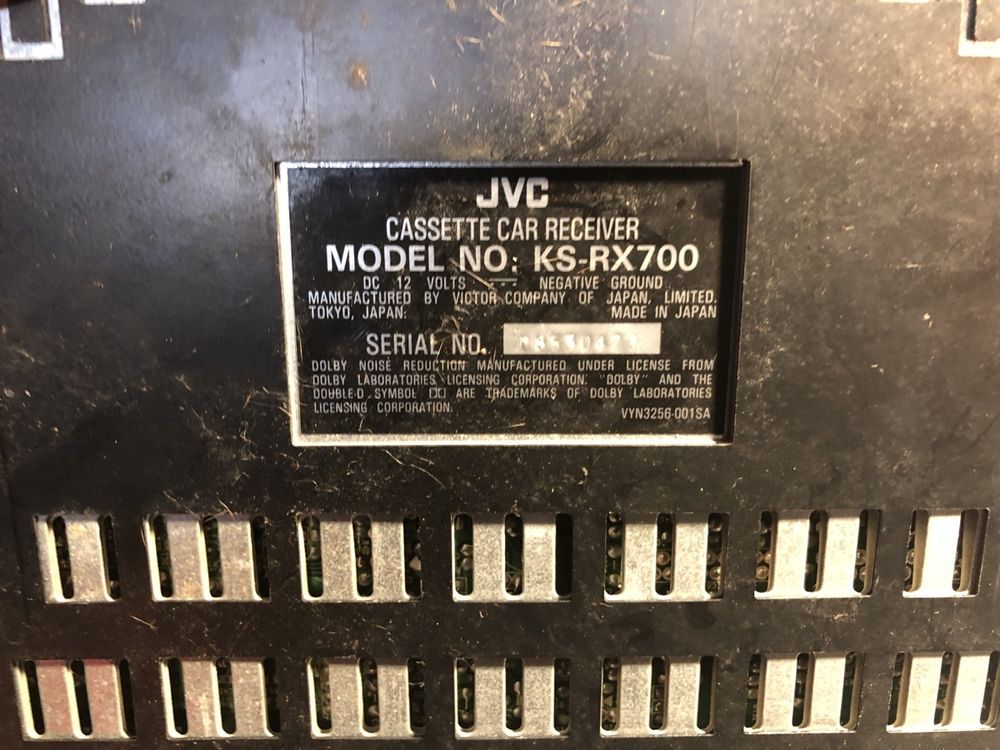 JVC
CASSETTE CAR RECEIVER
MODEL NO: KS-RX700
DC 12 VOLTS ⎓ NEGATIVE GROUND
MANUFACTURED BY VICTOR COMPANY OF JAPAN, LIMITED.
TOKYO, JAPAN. MADE IN JAPAN
SERIAL NO.
DOLBY NOISE REDUCTION MANUFACTURED UNDER LICENSE FROM
DOLBY LABORATORIES LICENSING CORPORATION. "DOLBY" AND THE
DOUBLE-D SYMBOL ARE TRADEMARKS OF DOLBY LABORATORIES
LICENSING CORPORATION. VYN3256-001SA